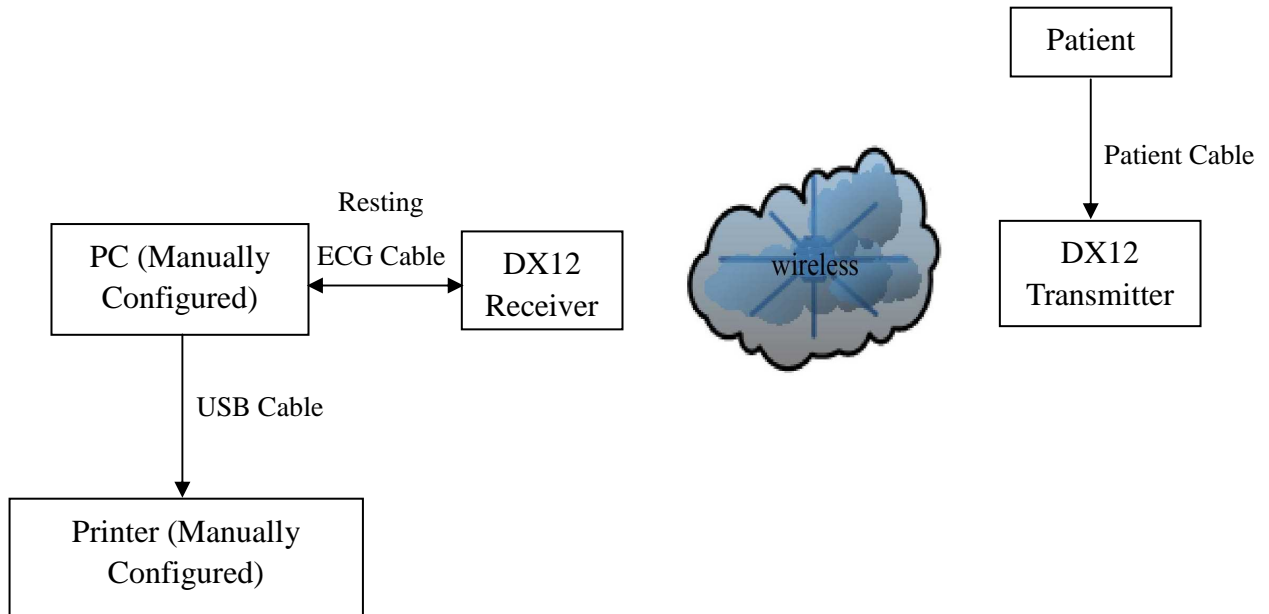 Patient
Patient Cable
Resting
ECG Cable
PC (Manually
Configured)
DX12
Receiver
wireless
DX12
Transmitter
USB Cable
Printer (Manually
Configured)